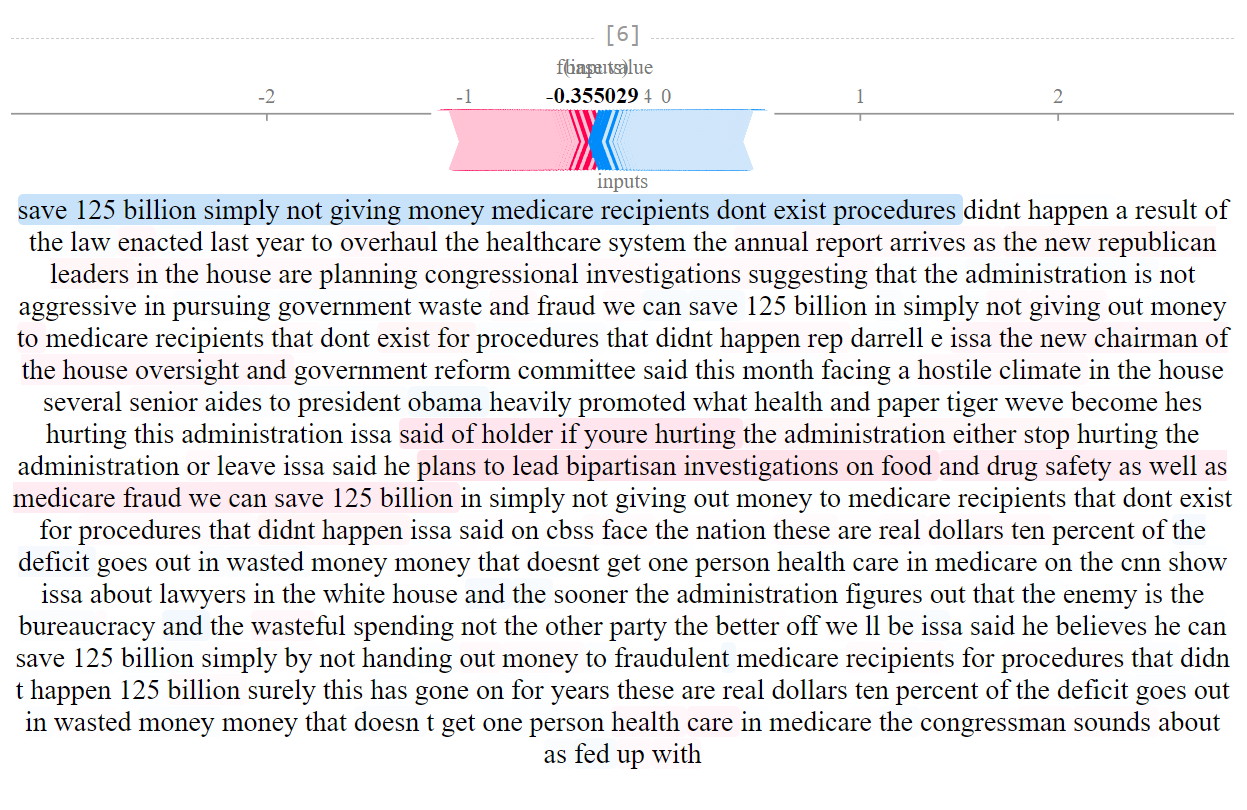 [6]
-2 -1 -0.355029 4 0 1 2
inputs
save 125 billion simply not giving money medicare recipients dont exist procedures didnt happen a result of
the law enacted last year to overhaul the healthcare system the annual report arrives as the new republican
leaders in the house are planning congressional investigations suggesting that the administration is not
aggressive in pursuing government waste and fraud we can save 125 billion in simply not giving out money
to medicare recipients that dont exist for procedures that didnt happen rep darrell e issa the new chairman of
the house oversight and government reform committee said this month facing a hostile climate in the house
several senior aides to president obama heavily promoted what health and paper tiger weve become hes
hurting this administration issa said of holder if youre hurting the administration either stop hurting the
administration or leave issa said he plans to lead bipartisan investigations on food and drug safety as well as
medicare fraud we can save 125 billion in simply not giving out money to medicare recipients that dont exist
for procedures that didnt happen issa said on cbss face the nation these are real dollars ten percent of the
deficit goes out in wasted money money that doesnt get one person health care in medicare on the cnn show
issa about lawyers in the white house and the sooner the administration figures out that the enemy is the
bureaucracy and the wasteful spending not the other party the better off we ll be issa said he believes he can
save 125 billion simply by not handing out money to fraudulent medicare recipients for procedures that didn
t happen 125 billion surely this has gone on for years these are real dollars ten percent of the deficit goes out
in wasted money money that doesn t get one person health care in medicare the congressman sounds about
as fed up with